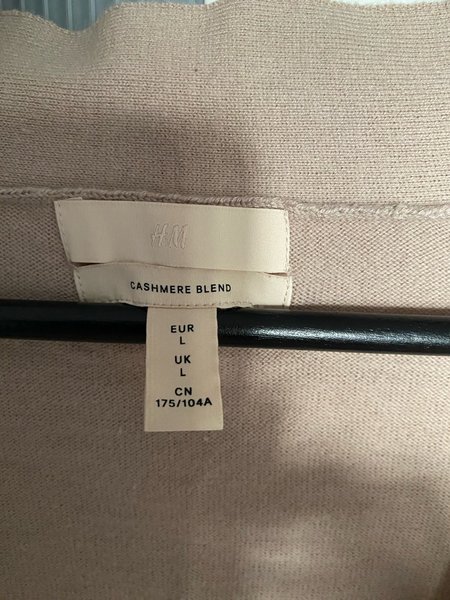 H&M
CASHMERE BLEND
EUR
L
UK
L
CN
175/104A